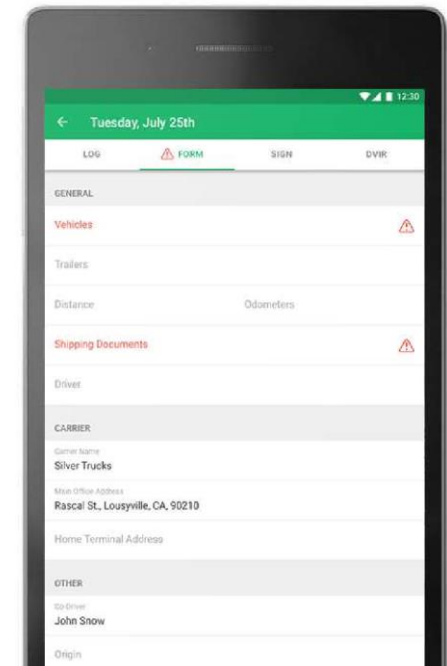 12:30
Tuesday, July 25th
LOG FORM SIGN DVIR
GENERAL
Vehicles
Trailers
Distance Odometers
Shipping Documents
Driver
CARRIER
Carrier Name
Silver Trucks
Main Office Address
Rascal St., Lousyville, CA, 90210
Home Terminal Address
OTHER
Co-Driver
John Snow
Origin